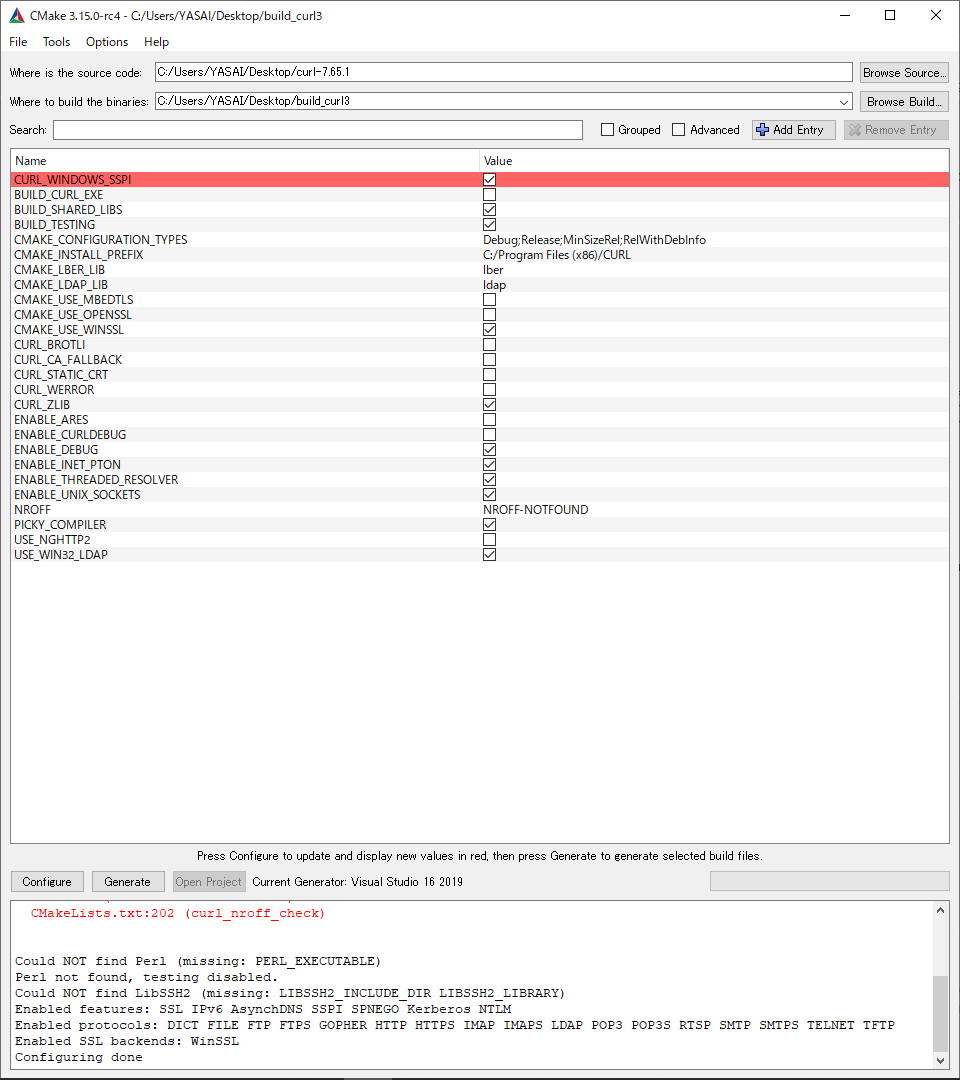 CMake 3.15.0-rc4 - C:/Users/YASAI/Desktop/build_curl3
File Tools Options Help
Where is the source code: C:/Users/YASAI/Desktop/curl-7.65.1 Browse Source...
Where to build the binaries: C:/Users/YASAI/Desktop/build_curl3 Browse Build...
Search: Grouped Advanced Add Entry Remove Entry
Name Value
CURL_WINDOWS_SSPI
BUILD_CURL_EXE
BUILD_SHARED_LIBS
BUILD_TESTING
CMAKE_CONFIGURATION_TYPES Debug;Release;MinSizeRel;RelWithDebInfo
CMAKE_INSTALL_PREFIX C:/Program Files (x86)/CURL
CMAKE_LBER_LIB lber
CMAKE_LDAP_LIB ldap
CMAKE_USE_MBEDTLS
CMAKE_USE_OPENSSL
CMAKE_USE_WINSSL
CURL_BROTLI
CURL_CA_FALLBACK
CURL_STATIC_CRT
CURL_WERROR
CURL_ZLIB
ENABLE_ARES
ENABLE_CURLDEBUG
ENABLE_DEBUG
ENABLE_INET_PTON
ENABLE_THREADED_RESOLVER
ENABLE_UNIX_SOCKETS
NROFF NROFF-NOTFOUND
PICKY_COMPILER
USE_NGHTTP2
USE_WIN32_LDAP
Press Configure to update and display new values in red, then press Generate to generate selected build files.
Configure Generate Open Project Current Generator: Visual Studio 16 2019
CMakeLists.txt:202 (curl_nroff_check)
Could NOT find Perl (missing: PERL_EXECUTABLE)
Perl not found, testing disabled.
Could NOT find LibSSH2 (missing: LIBSSH2_INCLUDE_DIR LIBSSH2_LIBRARY)
Enabled features: SSL IPv6 AsynchDNS SSPI SPNEGO Kerberos NTLM
Enabled protocols: DICT FILE FTP FTPS GOPHER HTTP HTTPS IMAP IMAPS LDAP POP3 POP3S RTSP SMTP SMTPS TELNET TFTP
Enabled SSL backends: WinSSL
Configuring done